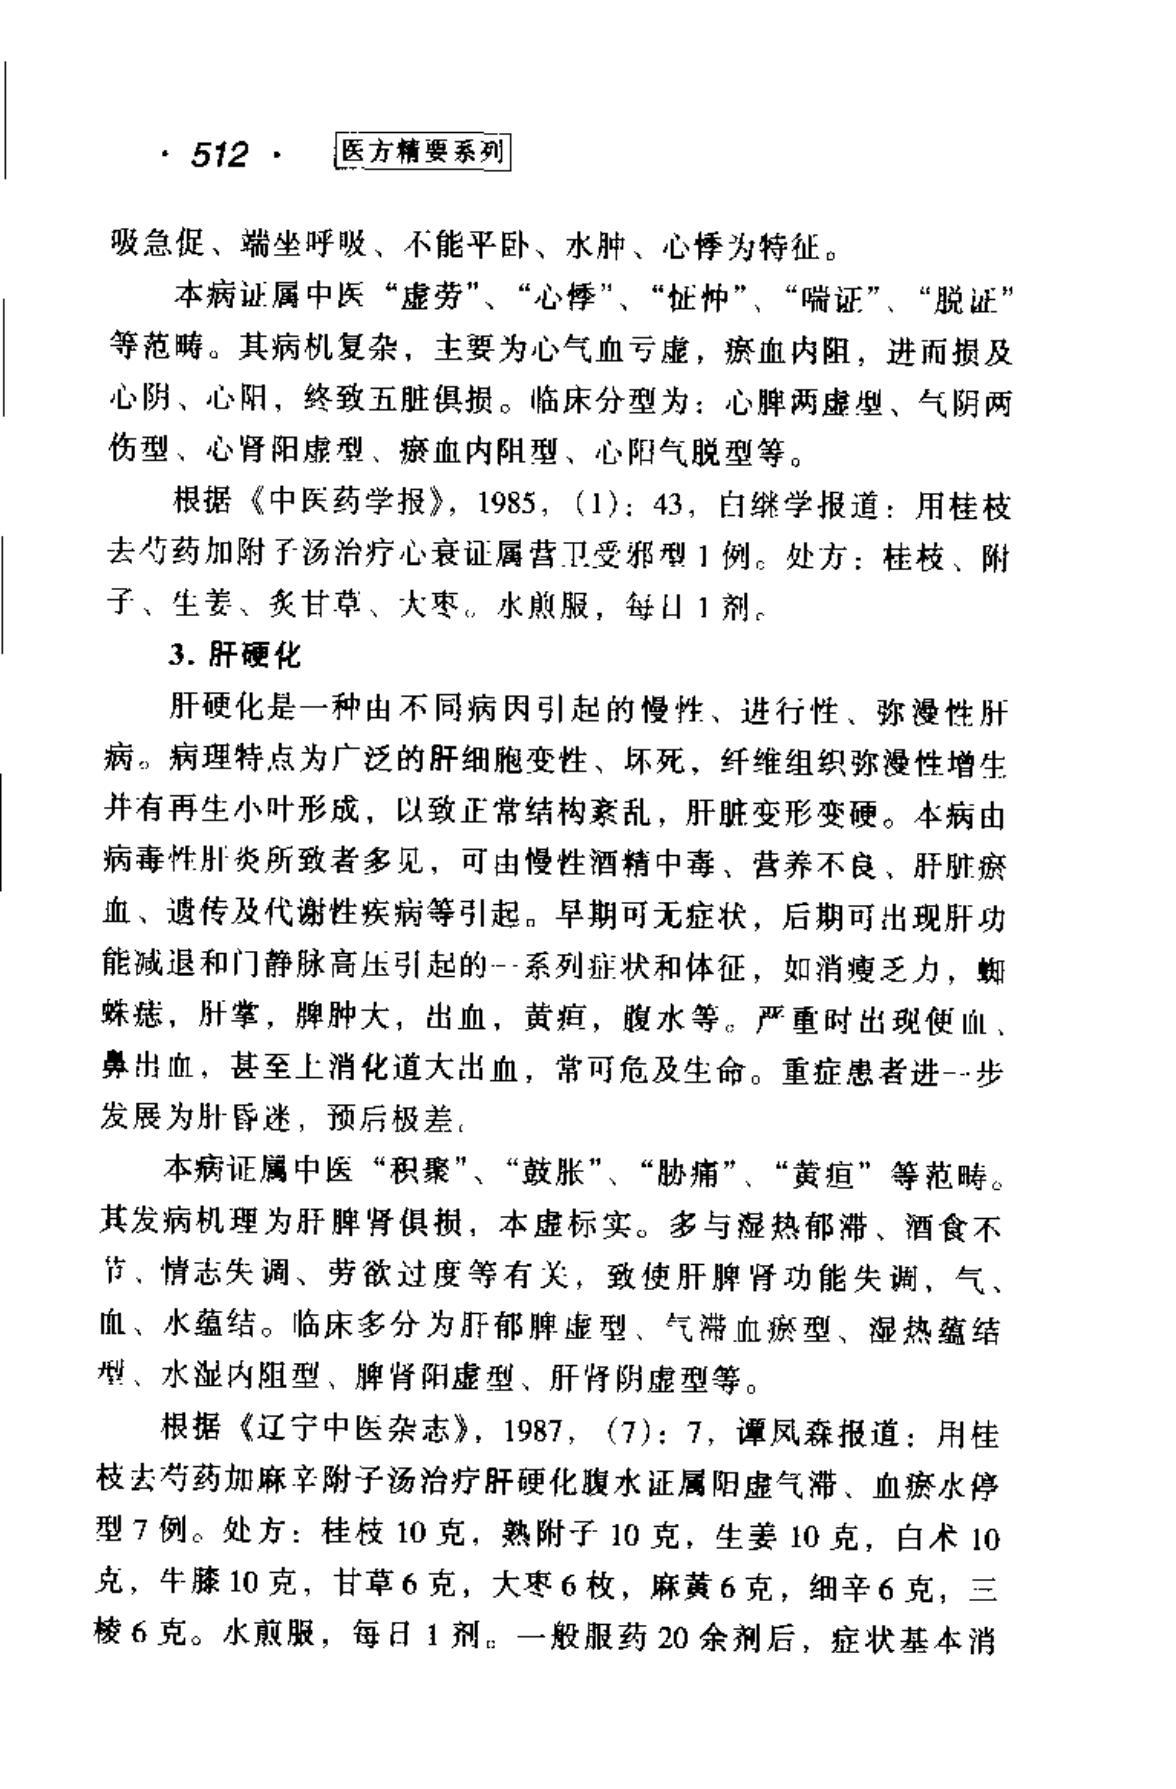 · 512 · 医方精要系列
吸急促、端坐呼吸、不能平卧、水肿、心悸为特征。
本病证属中医“虚劳”、“心悸”、“怔忡”、“喘证”、“脱证”
等范畴。其病机复杂，主要为心气血亏虚，瘀血内阻，进而损及
心阴、心阳，终致五脏俱损。临床分型为：心脾两虚型、气阴两
伤型、心肾阳虚型、瘀血内阻型、心阳气脱型等。
根据《中医药学报》，1985，（1）：43，白继学报道：用桂枝
去芍药加附子汤治疗心衰证属营卫受邪型1例。处方：桂枝、附
子、生姜、炙甘草、大枣。水煎服，每日1剂。
3. 肝硬化
肝硬化是一种由不同病因引起的慢性、进行性、弥漫性肝
病。病理特点为广泛的肝细胞变性、坏死，纤维组织弥漫性增生
并有再生小叶形成，以致正常结构紊乱，肝脏变形变硬。本病由
病毒性肝炎所致者多见，可由慢性酒精中毒、营养不良、肝脏瘀
血、遗传及代谢性疾病等引起。早期可无症状，后期可出现肝功
能减退和门静脉高压引起的一系列症状和体征，如消瘦乏力，蜘
蛛痣，肝掌，脾肿大，出血，黄疸，腹水等。严重时出现便血、
鼻出血，甚至上消化道大出血，常可危及生命。重症患者进一步
发展为肝昏迷，预后极差。
本病证属中医“积聚”、“鼓胀”、“胁痛”、“黄疸”等范畴。
其发病机理为肝脾肾俱损，本虚标实。多与湿热郁滞、酒食不
节、情志失调、劳欲过度等有关，致使肝脾肾功能失调，气、
血、水蕴结。临床多分为肝郁脾虚型、气滞血瘀型、湿热蕴结
型、水湿内阻型、脾肾阳虚型、肝肾阴虚型等。
根据《辽宁中医杂志》，1987，（7）：7，谭凤森报道：用桂
枝去芍药加麻辛附子汤治疗肝硬化腹水证属阳虚气滞、血瘀水停
型7例。处方：桂枝10克，熟附子10克，生姜10克，白术10
克，牛膝10克，甘草6克，大枣6枚，麻黄6克，细辛6克，三
棱6克。水煎服，每日1剂。一般服药20余剂后，症状基本消